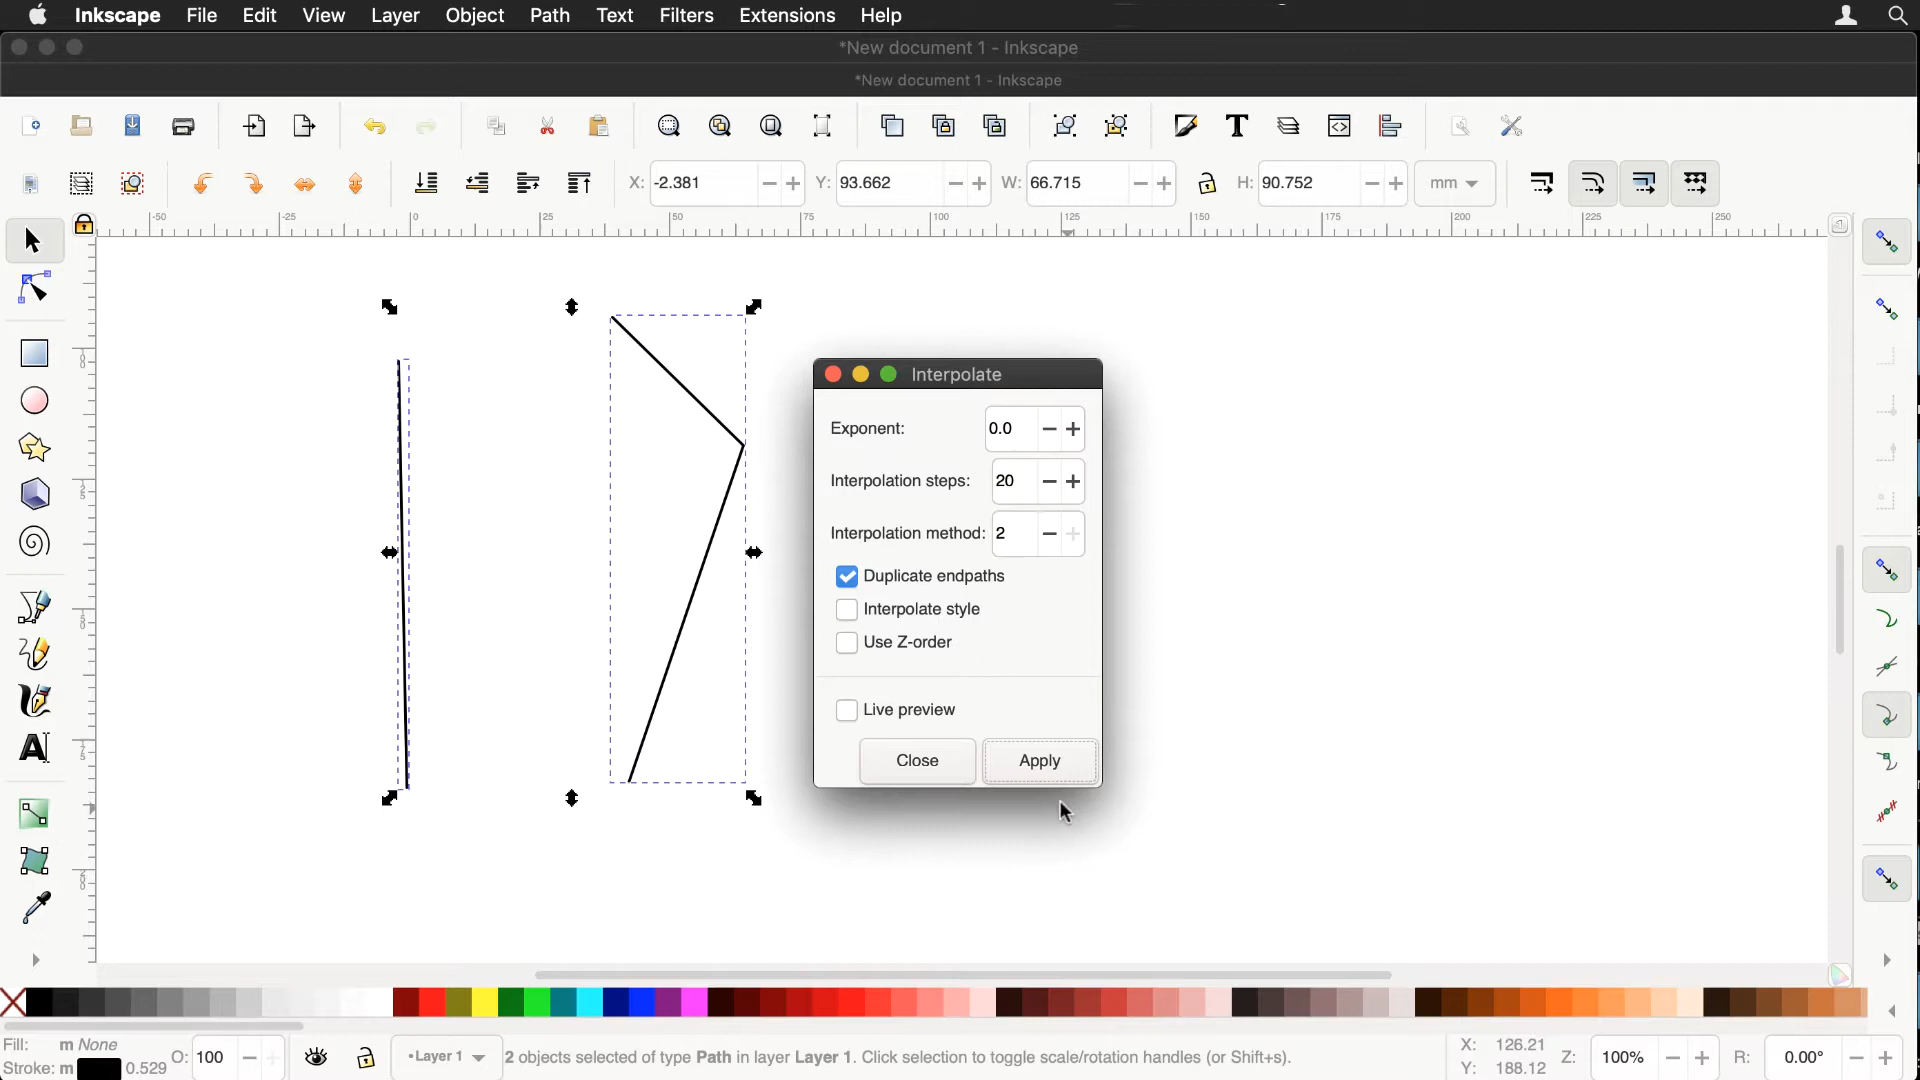 Inkscape File Edit View Layer Object Path Text Filters Extensions Help
*New document 1 - Inkscape
*New document 1 - Inkscape
X: -2.381 Y: 93.662 W: 66.715 H: 90.752 mm
-50 -25 0 25 50 75 100 125 150 175 200 225 250
Interpolate
Exponent: 0.0
Interpolation steps: 20
Interpolation method: 2
Duplicate endpaths
Interpolate style
Use Z-order
Live preview
Close Apply
Fill: m None
Stroke: m 0.529 O: 100 •Layer 1 2 objects selected of type Path in layer Layer 1. Click selection to toggle scale/rotation handles (or Shift+s). X: 126.21 Y: 188.12 Z: 100% R: 0.00°